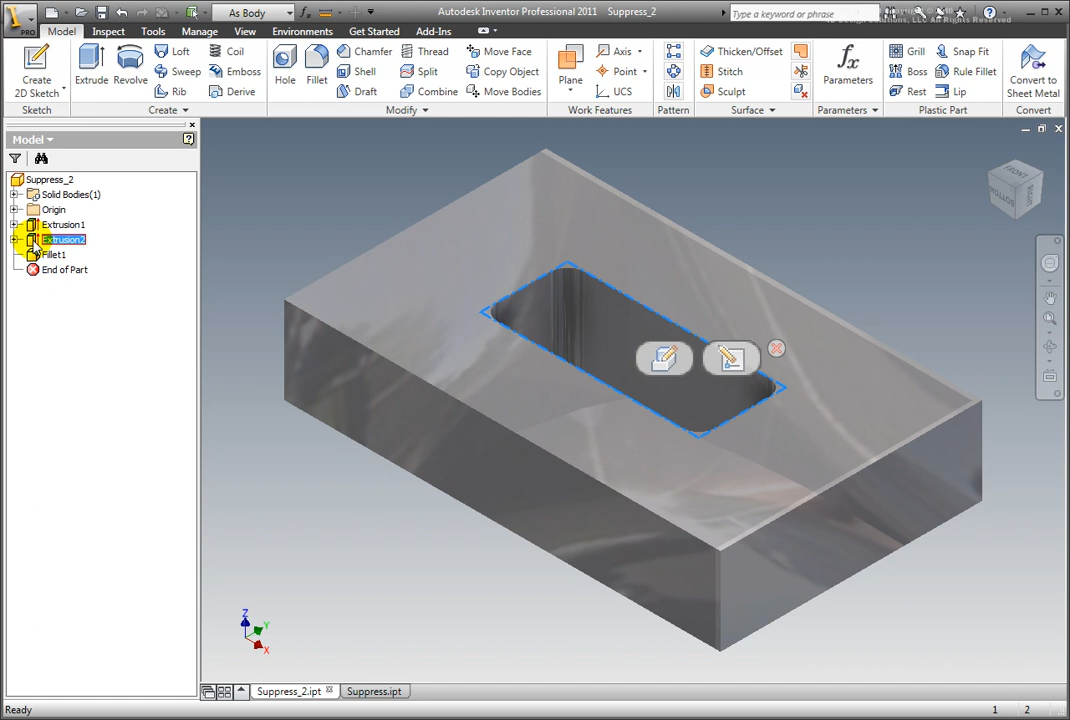 PRO
As Body
Autodesk Inventor Professional 2011 Suppress_2
Type a keyword or phrase
Model Inspect Tools Manage View Environments Get Started Add-Ins
Create
2D Sketch
Extrude
Revolve
Loft
Sweep
Rib
Coil
Emboss
Derive
Hole
Fillet
Chamfer
Shell
Draft
Thread
Split
Combine
Move Face
Copy Object
Move Bodies
Plane
Axis
Point
UCS
Thicken/Offset
Stitch
Sculpt
fx
Parameters
Grill
Boss
Rest
Snap Fit
Rule Fillet
Lip
Convert to
Sheet Metal
Sketch Create Modify Work Features Pattern Surface Parameters Plastic Part Convert
Model
Suppress_2
Solid Bodies(1)
Origin
Extrusion1
Extrusion2
Fillet1
End of Part
FRONT
RIGHT
BOTTOM
Z
Y
X
Suppress_2.ipt Suppress.ipt
Ready 1 2